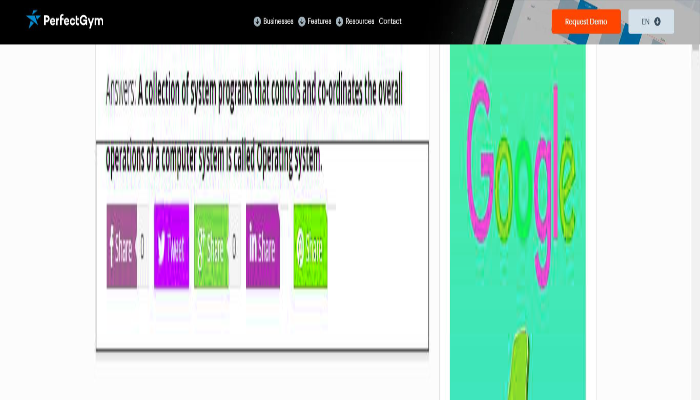 PerfectGym
Businesses Features Resources Contact
Request Demo
EN
Answers: A collection of system programs that controls and co-ordinates the overall
operations of a computer system is called Operating system.
Share 0 Tweet Share 0 Share Share
Google